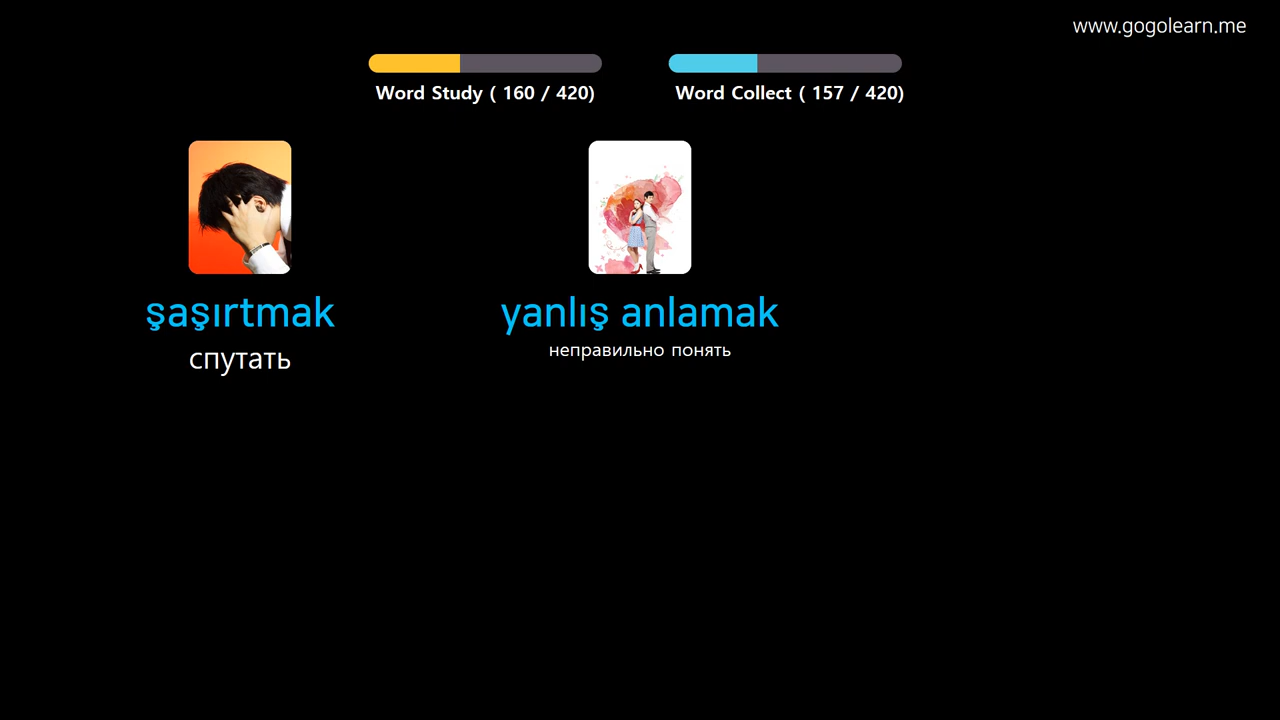 www.gogolearn.me
Word Study ( 160 / 420)
Word Collect ( 157 / 420)
şaşırtmak
спутать
yanlış anlamak
неправильно понять